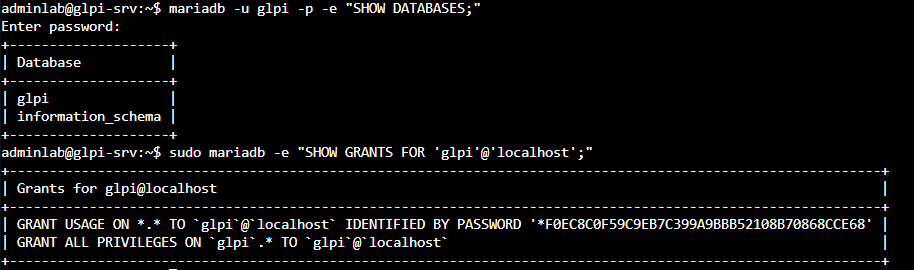 adminlab@glpi-srv:~$ mariadb -u glpi -p -e "SHOW DATABASES;"
Enter password:
+--------------------+
| Database           |
+--------------------+
| glpi               |
| information_schema |
+--------------------+
adminlab@glpi-srv:~$ sudo mariadb -e "SHOW GRANTS FOR 'glpi'@'localhost';"
+-------------------------------------------------------------------------------------------------------------+
| Grants for glpi@localhost                                                                                   |
+-------------------------------------------------------------------------------------------------------------+
| GRANT USAGE ON *.* TO `glpi`@`localhost` IDENTIFIED BY PASSWORD '*F0EC8C0F59C9EB7C399A9BBB52108B70868CCE68' |
| GRANT ALL PRIVILEGES ON `glpi`.* TO `glpi`@`localhost`                                                      |
+-------------------------------------------------------------------------------------------------------------+